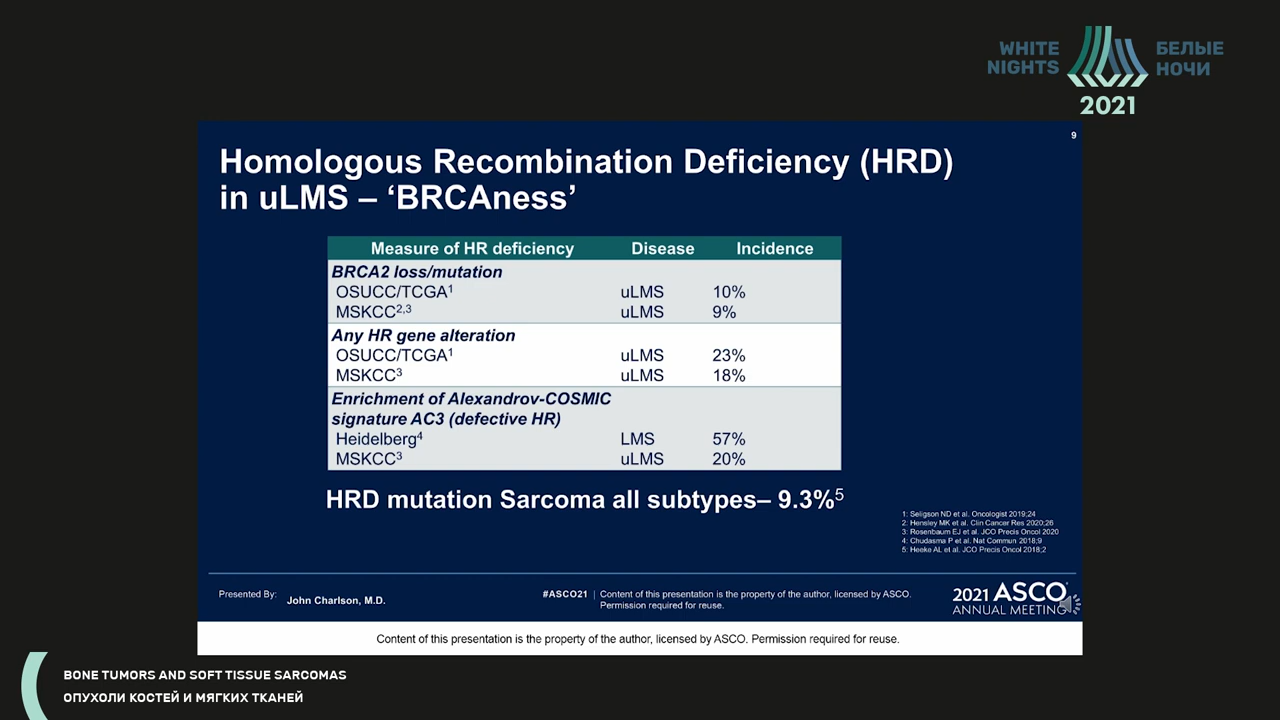 WHITE NIGHTS
БЕЛЫЕ НОЧИ
2021
9
Homologous Recombination Deficiency (HRD)
in uLMS – ‘BRCAness’
Measure of HR deficiency Disease Incidence
BRCA2 loss/mutation
OSUCC/TCGA1 uLMS 10%
MSKCC2,3 uLMS 9%
Any HR gene alteration
OSUCC/TCGA1 uLMS 23%
MSKCC3 uLMS 18%
Enrichment of Alexandrov-COSMIC
signature AC3 (defective HR)
Heidelberg4 LMS 57%
MSKCC3 uLMS 20%
HRD mutation Sarcoma all subtypes– 9.3%5
1: Seligson ND et al. Oncologist 2019;24
2: Hensley MK et al. Clin Cancer Res 2020;26
3: Rosenbaum EJ et al. JCO Precis Oncol 2020
4: Chudasma P et al. Nat Commun 2018;9
5: Heeke AL et al. JCO Precis Oncol 2018;2
Presented By: John Charlson, M.D.
#ASCO21 | Content of this presentation is the property of the author, licensed by ASCO.
Permission required for reuse.
2021 ASCO
ANNUAL MEETING
Content of this presentation is the property of the author, licensed by ASCO. Permission required for reuse.
BONE TUMORS AND SOFT TISSUE SARCOMAS
ОПУХОЛИ КОСТЕЙ И МЯГКИХ ТКАНЕЙ